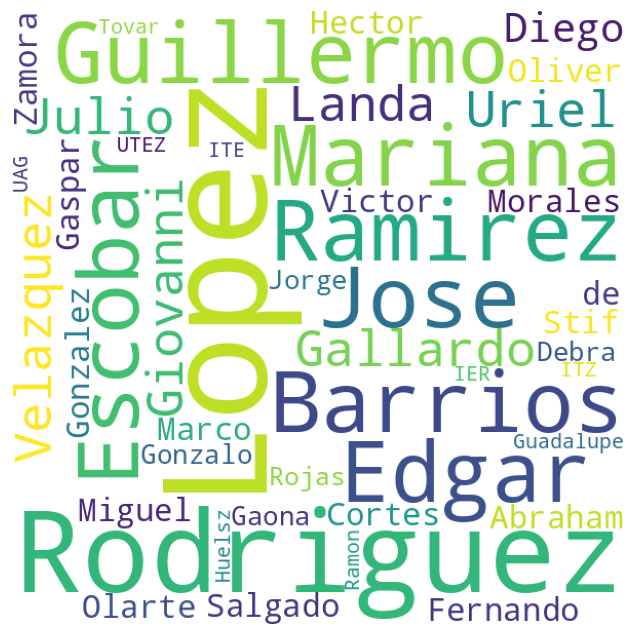 Tovar
Hector
Diego
Zamora
Guillermo
Oliver
Julio
Landa
Uriel
UTEZ
ITE
Mariana
UAG
Gaspar
Escobar
Lopez
Giovanni
Victor
Morales
Velazquez
Ramirez
Gonzalez
Jorge
Jose
de
Stif
Gallardo
Debra
IER
ITZ
Barrios
Marco
Gonzalo
Guadalupe
Edgar
Rojas
Miguel
Gaona
Cortes
Abraham
Rodriguez
Huelsz
Ramon
Olarte
Salgado
Fernando